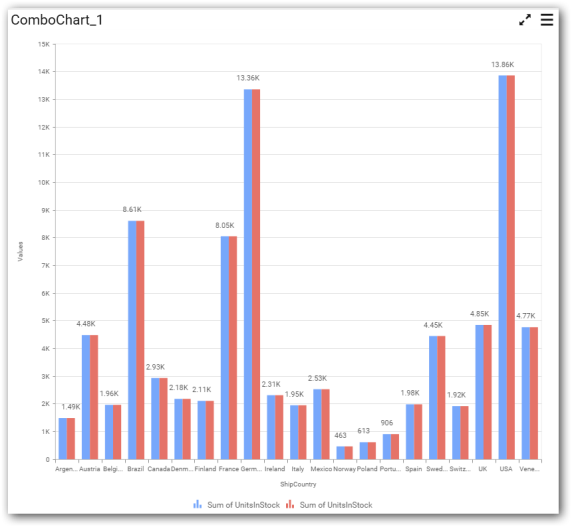 ComboChart_1
15K
14K
13K
12K
11K
10K
9K
8K
7K
6K
5K
4K
3K
2K
1K
0
Values
1.49K
4.48K
1.96K
8.61K
2.93K
2.18K
2.11K
8.05K
13.36K
2.31K
1.95K
2.53K
463
613
906
1.98K
4.45K
1.92K
4.85K
13.86K
4.77K
Argen... Austria Belgi... Brazil Canada Denm... Finland France Germ... Ireland Italy Mexico Norway Poland Portu... Spain Swed... Switz... UK USA Vene...
ShipCountry
Sum of UnitsInStock Sum of UnitsInStock